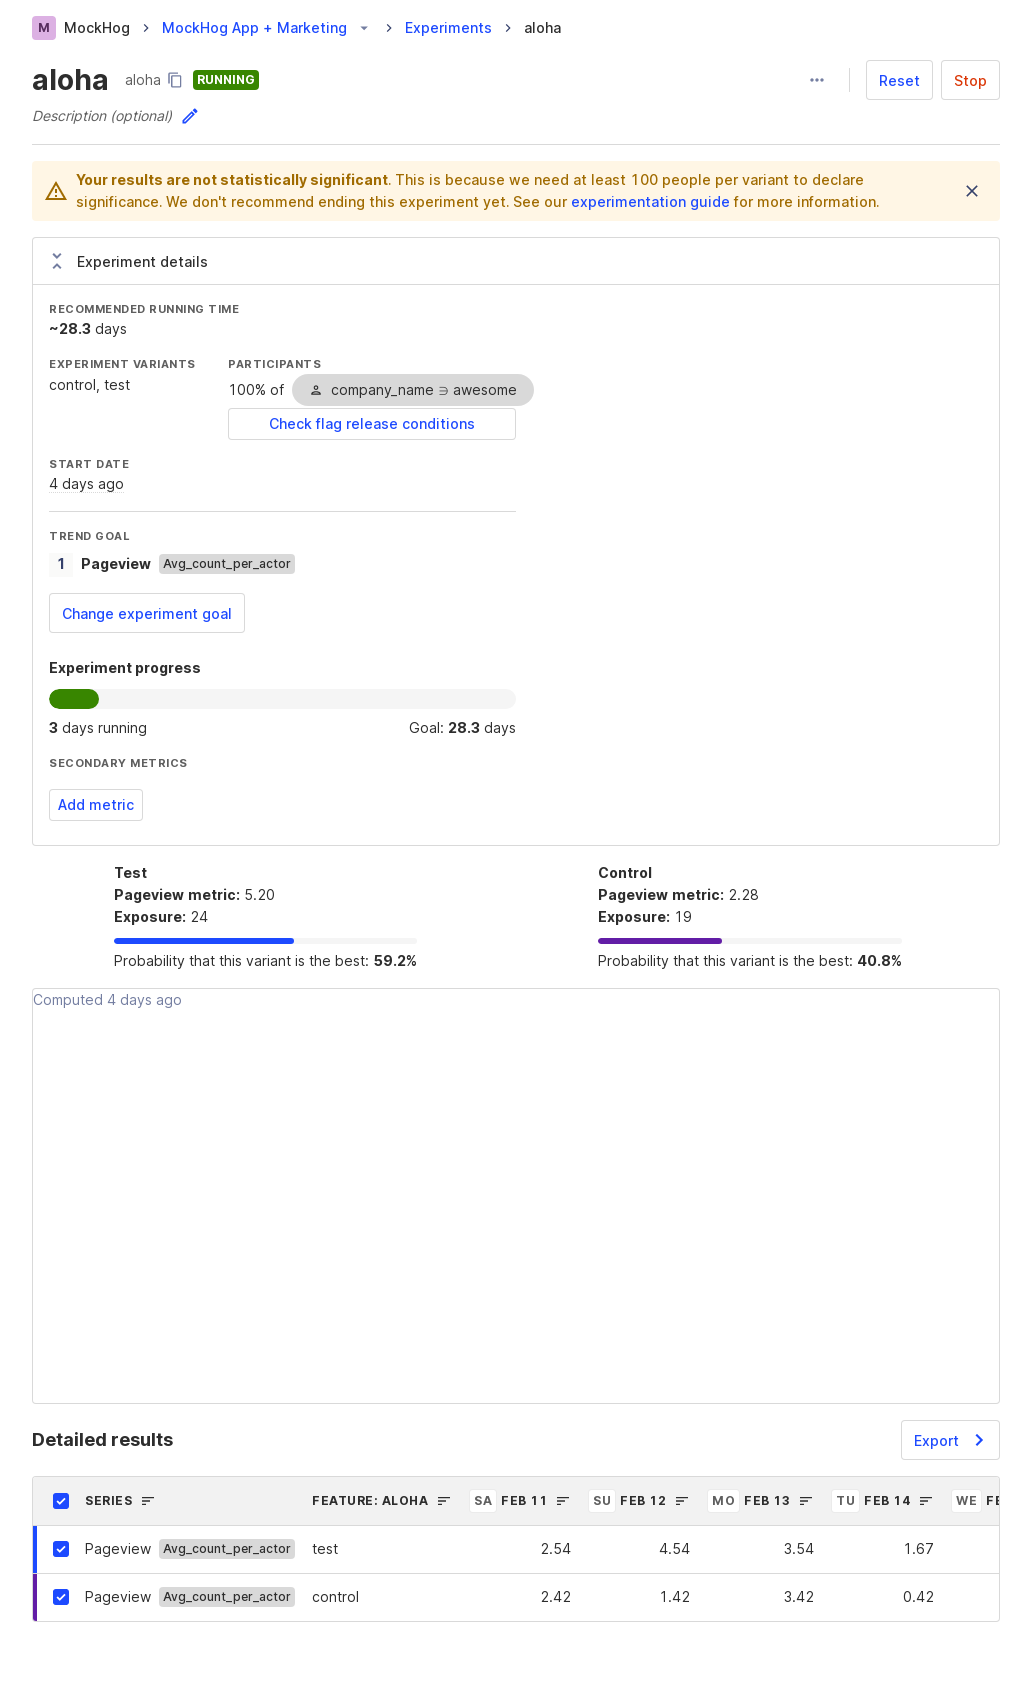 M MockHog > MockHog App + Marketing > Experiments > aloha
aloha aloha RUNNING ... Reset Stop
Description (optional)
Your results are not statistically significant. This is because we need at least 100 people per variant to declare
significance. We don't recommend ending this experiment yet. See our experimentation guide for more information.
Experiment details
RECOMMENDED RUNNING TIME
~28.3 days
EXPERIMENT VARIANTS PARTICIPANTS
control, test
100% of company_name ∋ awesome
Check flag release conditions
START DATE
4 days ago
TREND GOAL
1 Pageview Avg_count_per_actor
Change experiment goal
Experiment progress
3 days running Goal: 28.3 days
SECONDARY METRICS
Add metric
Test
Pageview metric: 5.20
Exposure: 24
Probability that this variant is the best: 59.2%
Control
Pageview metric: 2.28
Exposure: 19
Probability that this variant is the best: 40.8%
Computed 4 days ago
Detailed results Export
SERIES FEATURE: ALOHA SA FEB 11 SU FEB 12 MO FEB 13 TU FEB 14 WE FE
Pageview Avg_count_per_actor test 2.54 4.54 3.54 1.67
Pageview Avg_count_per_actor control 2.42 1.42 3.42 0.42